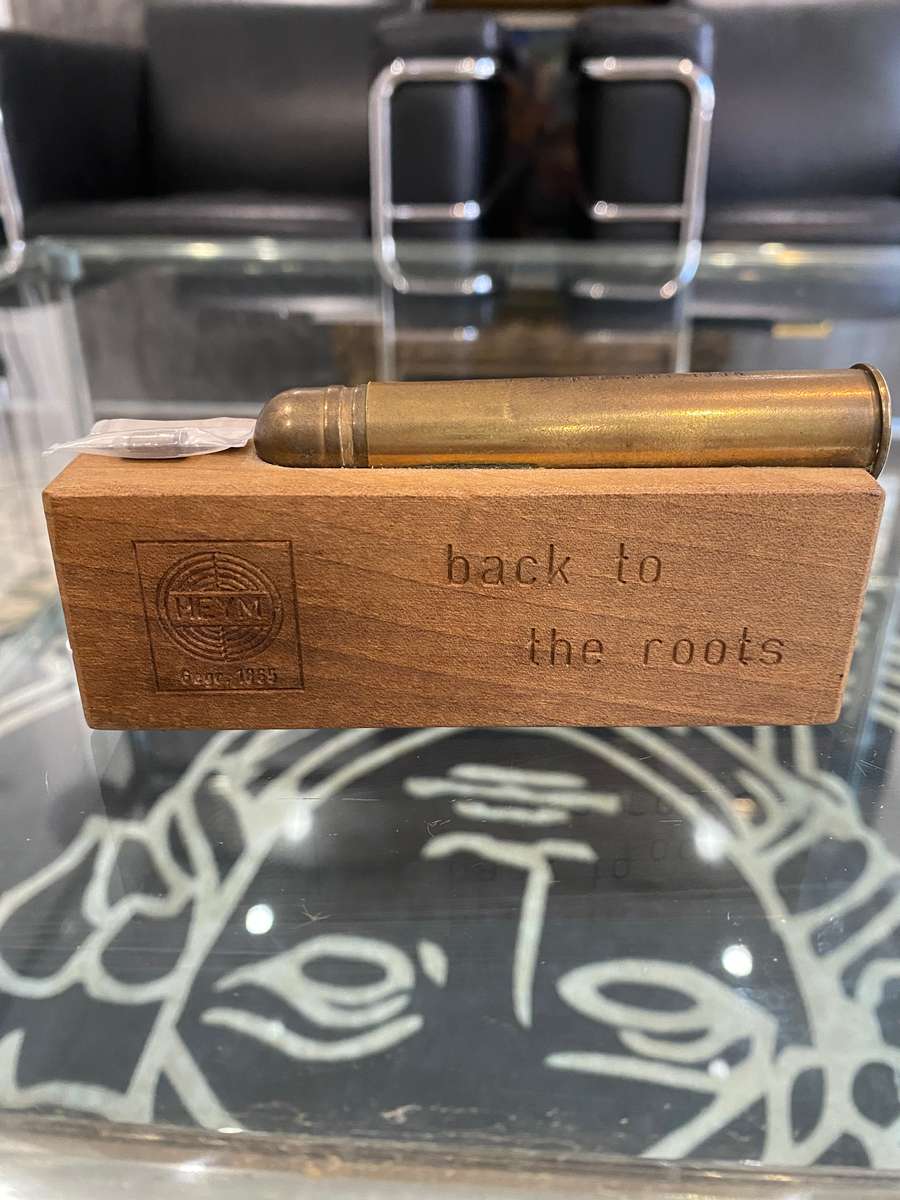 HEYM
Gegr. 1865
back to
the roots